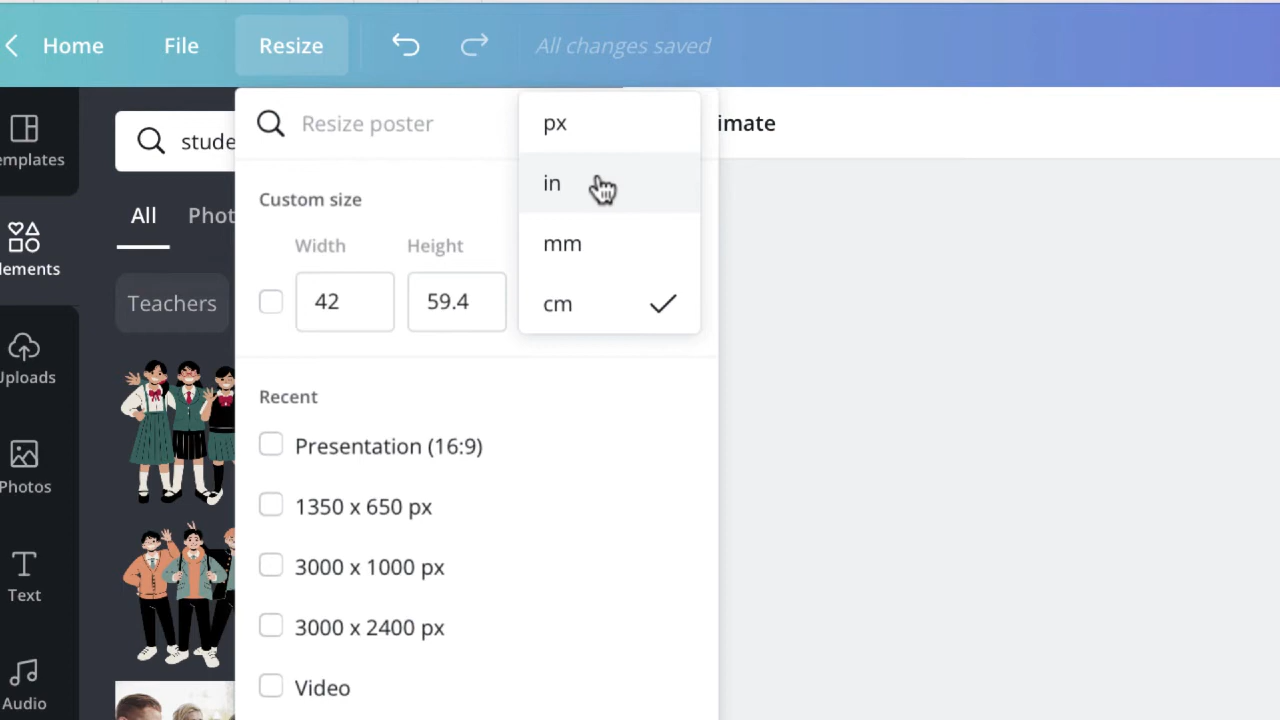 Home File Resize All changes saved
Resize poster px imate
stude
in
Custom size
All Phot
Width Height mm
42 59.4 cm
Teachers
Recent
Presentation (16:9)
1350 x 650 px
3000 x 1000 px
3000 x 2400 px
Video
emplates
lements
Uploads
Photos
Text
Audio